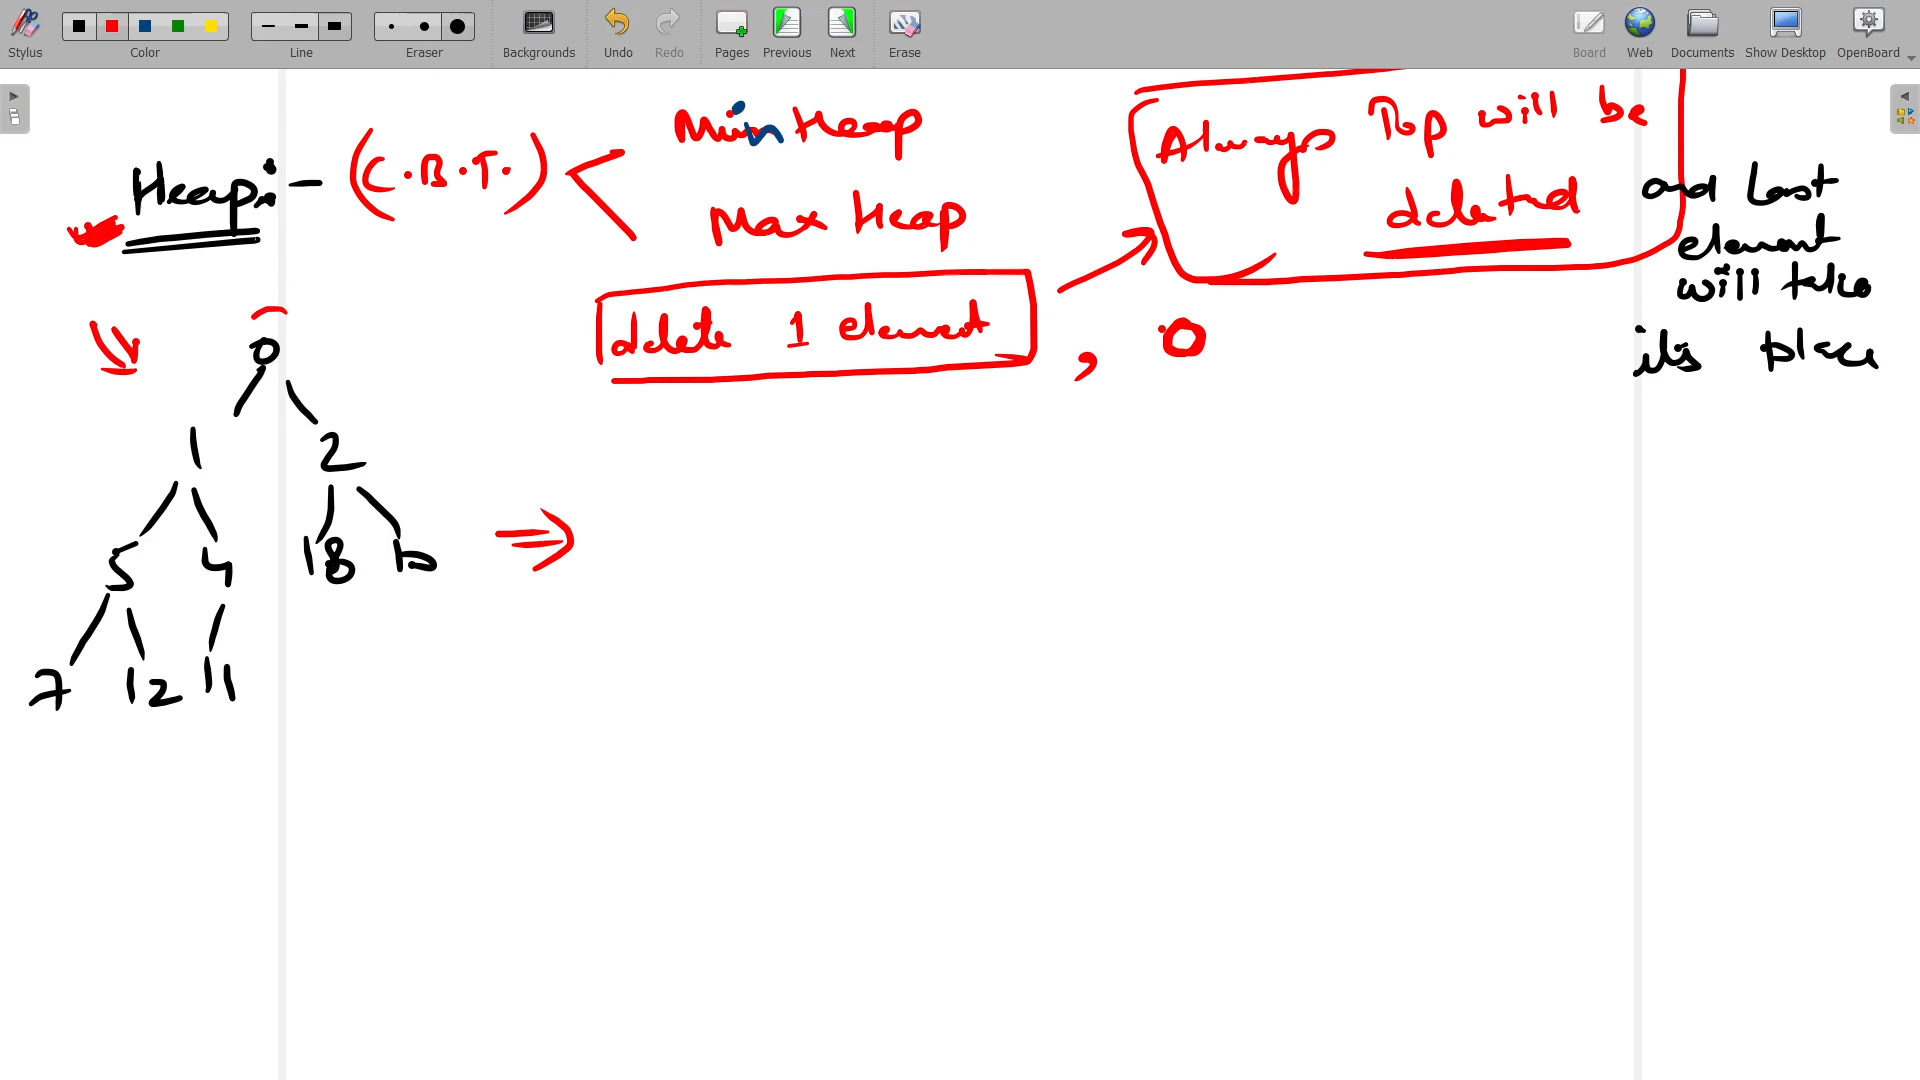 Stylus Color Line Eraser Backgrounds Undo Redo Pages Previous Next Erase Board Web Documents Show Desktop OpenBoard
Heap :- (C.B.T.) < Min Heap
Max Heap
Always Top will be
deleted
and Last
element
will take
its place
delete 1 element , 0
0
1 2
5 4 18 10
7 12 11